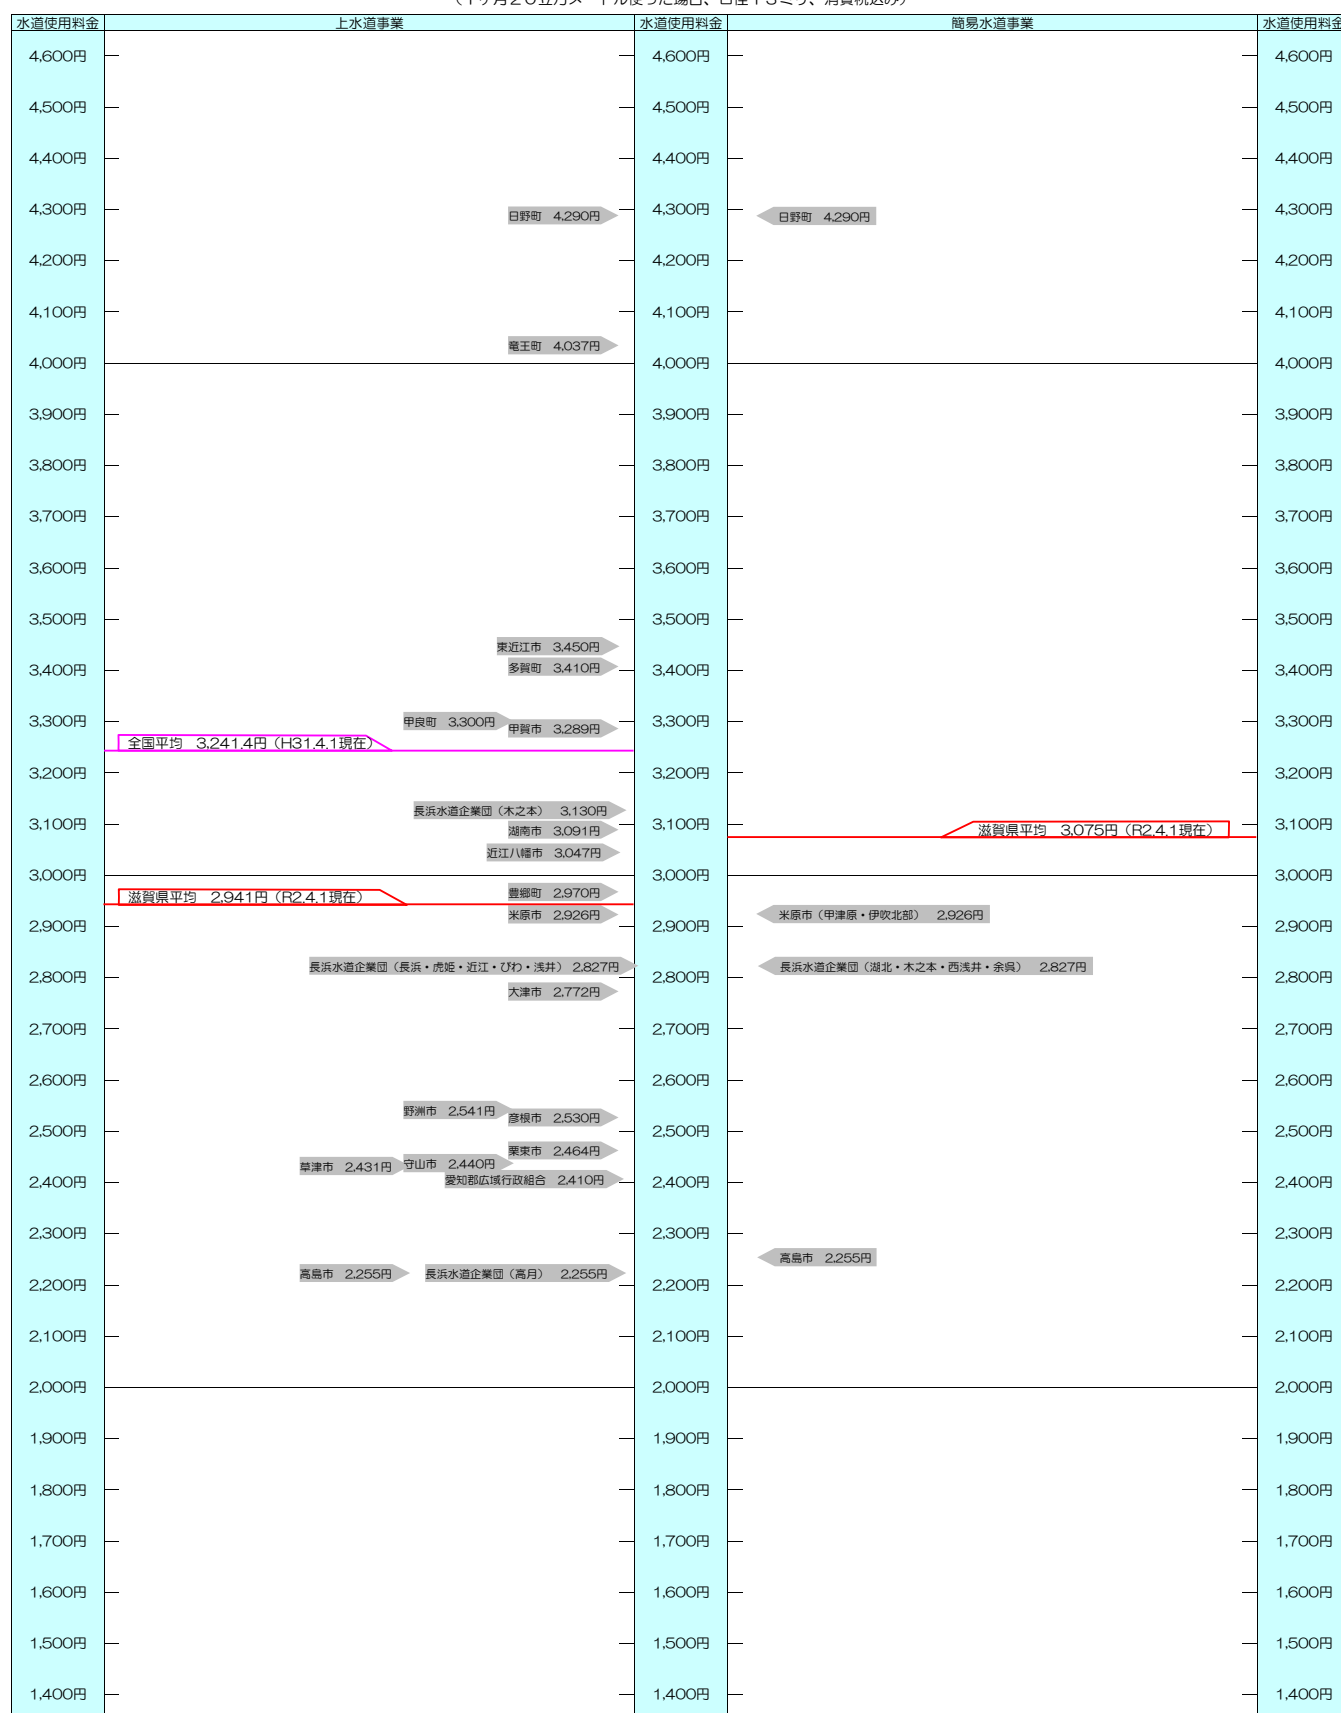 （１ヶ月２０立方メートル使った場合、口径１３ミリ、消費税込み）
水道使用料金 上水道事業 水道使用料金 簡易水道事業 水道使用料金
4,600円 4,600円 4,600円
4,500円 4,500円 4,500円
4,400円 4,400円 4,400円
4,300円 日野町 4,290円 4,300円 日野町 4,290円 4,300円
4,200円 4,200円 4,200円
4,100円 4,100円 4,100円
竜王町 4,037円
4,000円 4,000円 4,000円
3,900円 3,900円 3,900円
3,800円 3,800円 3,800円
3,700円 3,700円 3,700円
3,600円 3,600円 3,600円
3,500円 3,500円 3,500円
東近江市 3,450円
3,400円 多賀町 3,410円 3,400円 3,400円
3,300円 甲良町 3,300円 3,300円 3,300円
甲賀市 3,289円
全国平均 3,241.4円（H31.4.1現在）
3,200円 3,200円 3,200円
長浜水道企業団（木之本） 3,130円
3,100円 湖南市 3,091円 3,100円 滋賀県平均 3,075円（R2.4.1現在） 3,100円
近江八幡市 3,047円
3,000円 3,000円 3,000円
豊郷町 2,970円
滋賀県平均 2,941円（R2.4.1現在）
米原市 2,926円 米原市（甲津原・伊吹北部） 2,926円
2,900円 2,900円 2,900円
長浜水道企業団（長浜・虎姫・近江・びわ・浅井） 2,827円 長浜水道企業団（湖北・木之本・西浅井・余呉） 2,827円
2,800円 2,800円 2,800円
大津市 2,772円
2,700円 2,700円 2,700円
2,600円 2,600円 2,600円
野洲市 2,541円
彦根市 2,530円
2,500円 2,500円 2,500円
栗東市 2,464円
草津市 2,431円 守山市 2,440円
2,400円 愛知郡広域行政組合 2,410円 2,400円 2,400円
2,300円 2,300円 2,300円
高島市 2,255円
高島市 2,255円 長浜水道企業団（高月） 2,255円
2,200円 2,200円 2,200円
2,100円 2,100円 2,100円
2,000円 2,000円 2,000円
1,900円 1,900円 1,900円
1,800円 1,800円 1,800円
1,700円 1,700円 1,700円
1,600円 1,600円 1,600円
1,500円 1,500円 1,500円
1,400円 1,400円 1,400円